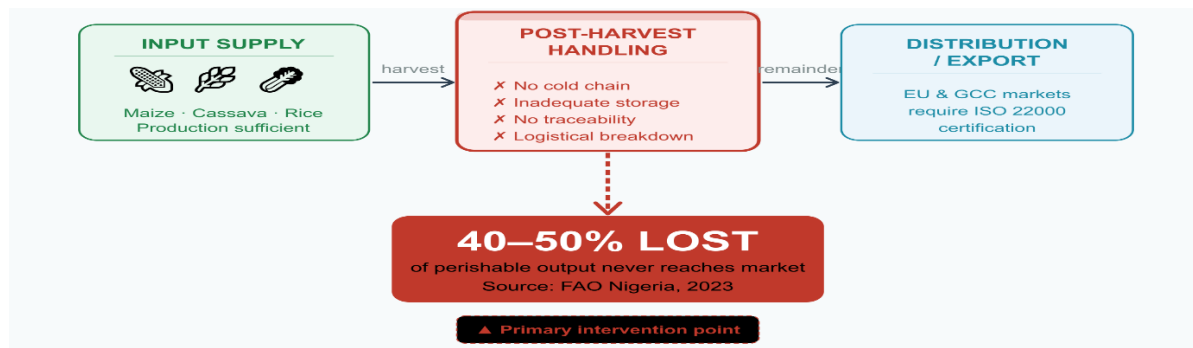 INPUT SUPPLY
Maize · Cassava · Rice
Production sufficient
harvest
POST-HARVEST
HANDLING
✗ No cold chain
✗ Inadequate storage
✗ No traceability
✗ Logistical breakdown
remainder
DISTRIBUTION
/ EXPORT
EU & GCC markets
require ISO 22000
certification
40–50% LOST
of perishable output never reaches market
Source: FAO Nigeria, 2023
▲ Primary intervention point